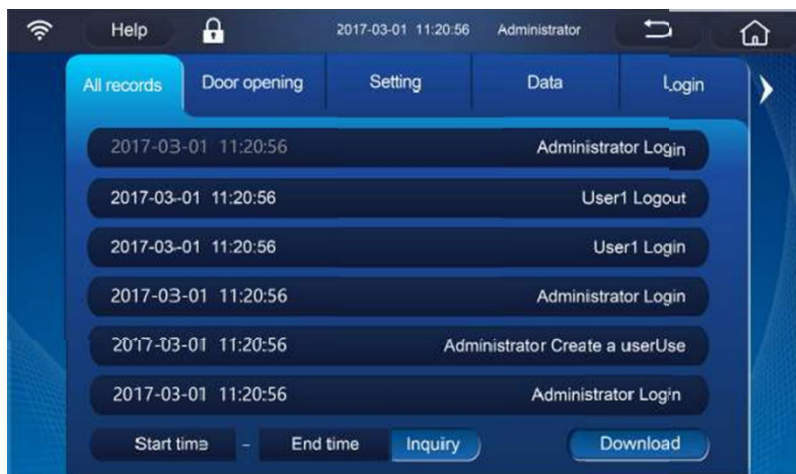 Help 2017-03-01 11:20:56 Administrator
All records Door opening Setting Data Login
2017-03-01 11:20:56 Administrator Login
2017-03-01 11:20:56 User1 Logout
2017-03-01 11:20:56 User1 Login
2017-03-01 11:20:56 Administrator Login
2017-03-01 11:20:56 Administrator Create a userUse
2017-03-01 11:20:56 Administrator Login
Start time - End time Inquiry Download